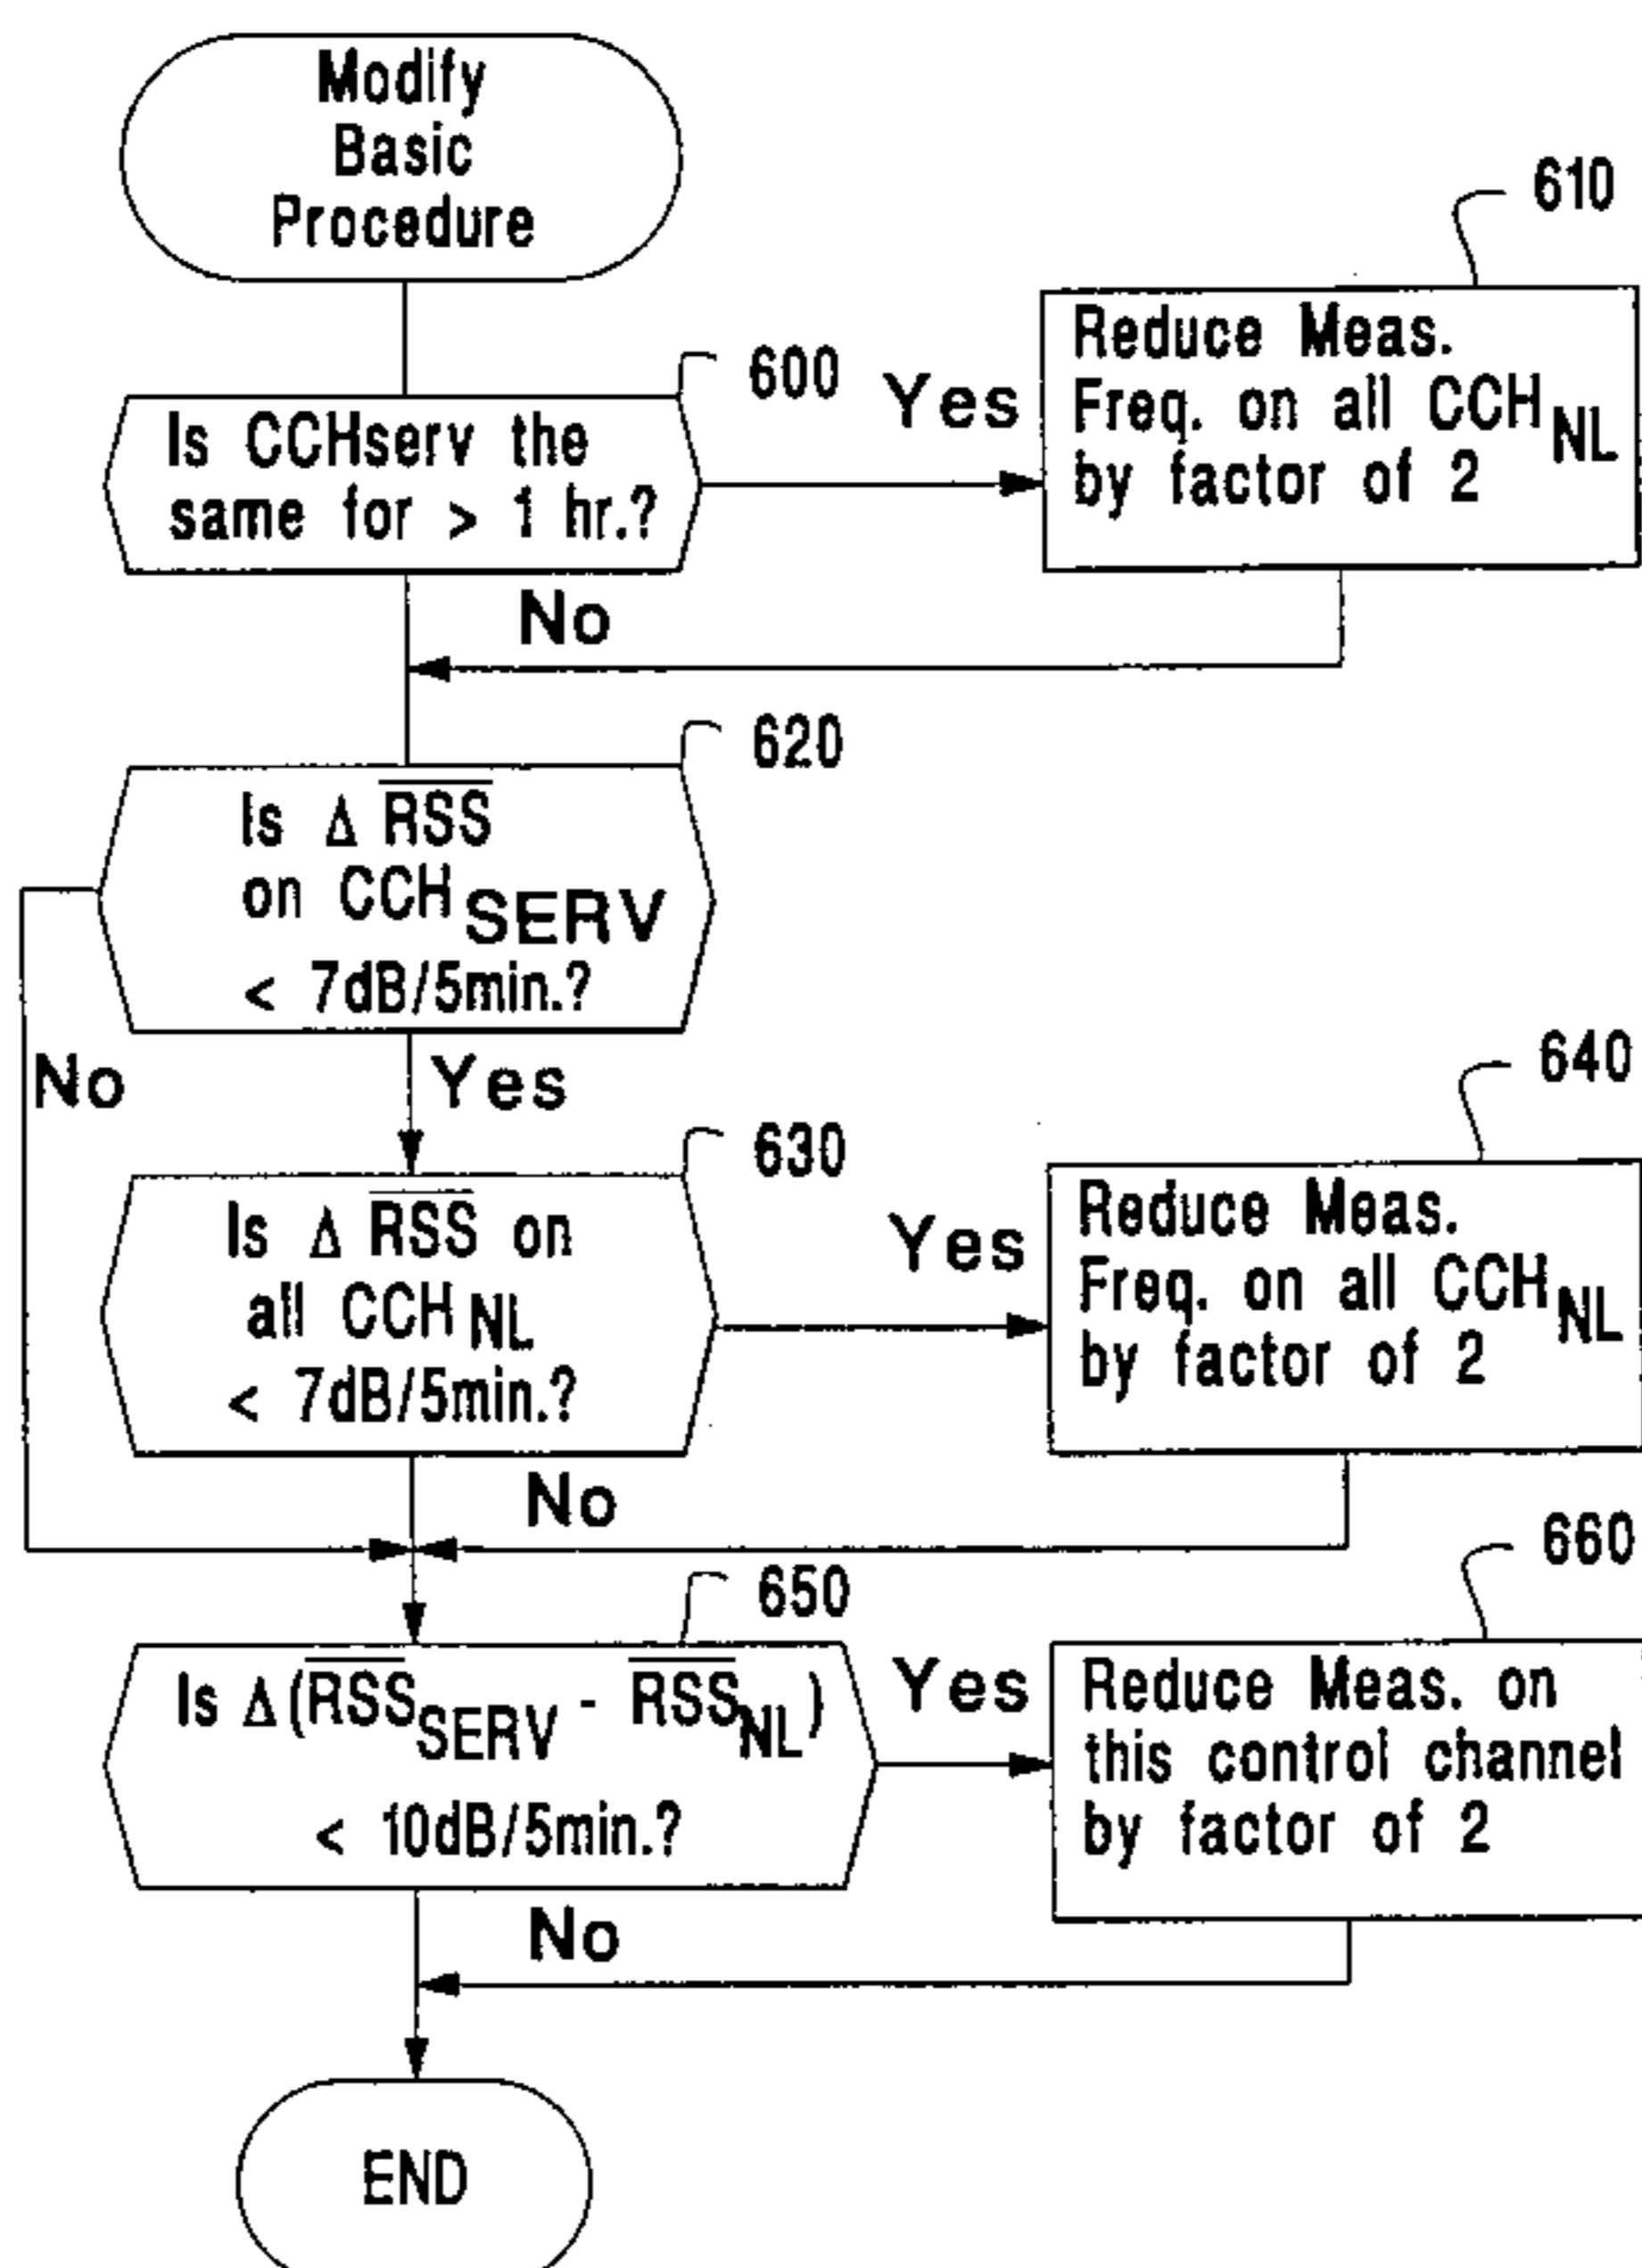 Modify
Basic
Procedure
610
Reduce Meas.
Freq. on all CCH NL
by factor of 2
600
Yes
Is CCHserv the
same for > 1 hr.?
No
620
Is Δ R̅S̅S̅
on CCH SERV
< 7dB/5min.?
No
Yes
640
630
Is Δ R̅S̅S̅ on
all CCH NL
< 7dB/5min.?
Yes
Reduce Meas.
Freq. on all CCH NL
by factor of 2
No
660
650
Is Δ(R̅S̅S̅ SERV - R̅S̅S̅ NL)
< 10dB/5min.?
Yes
Reduce Meas. on
this control channel
by factor of 2
No
END